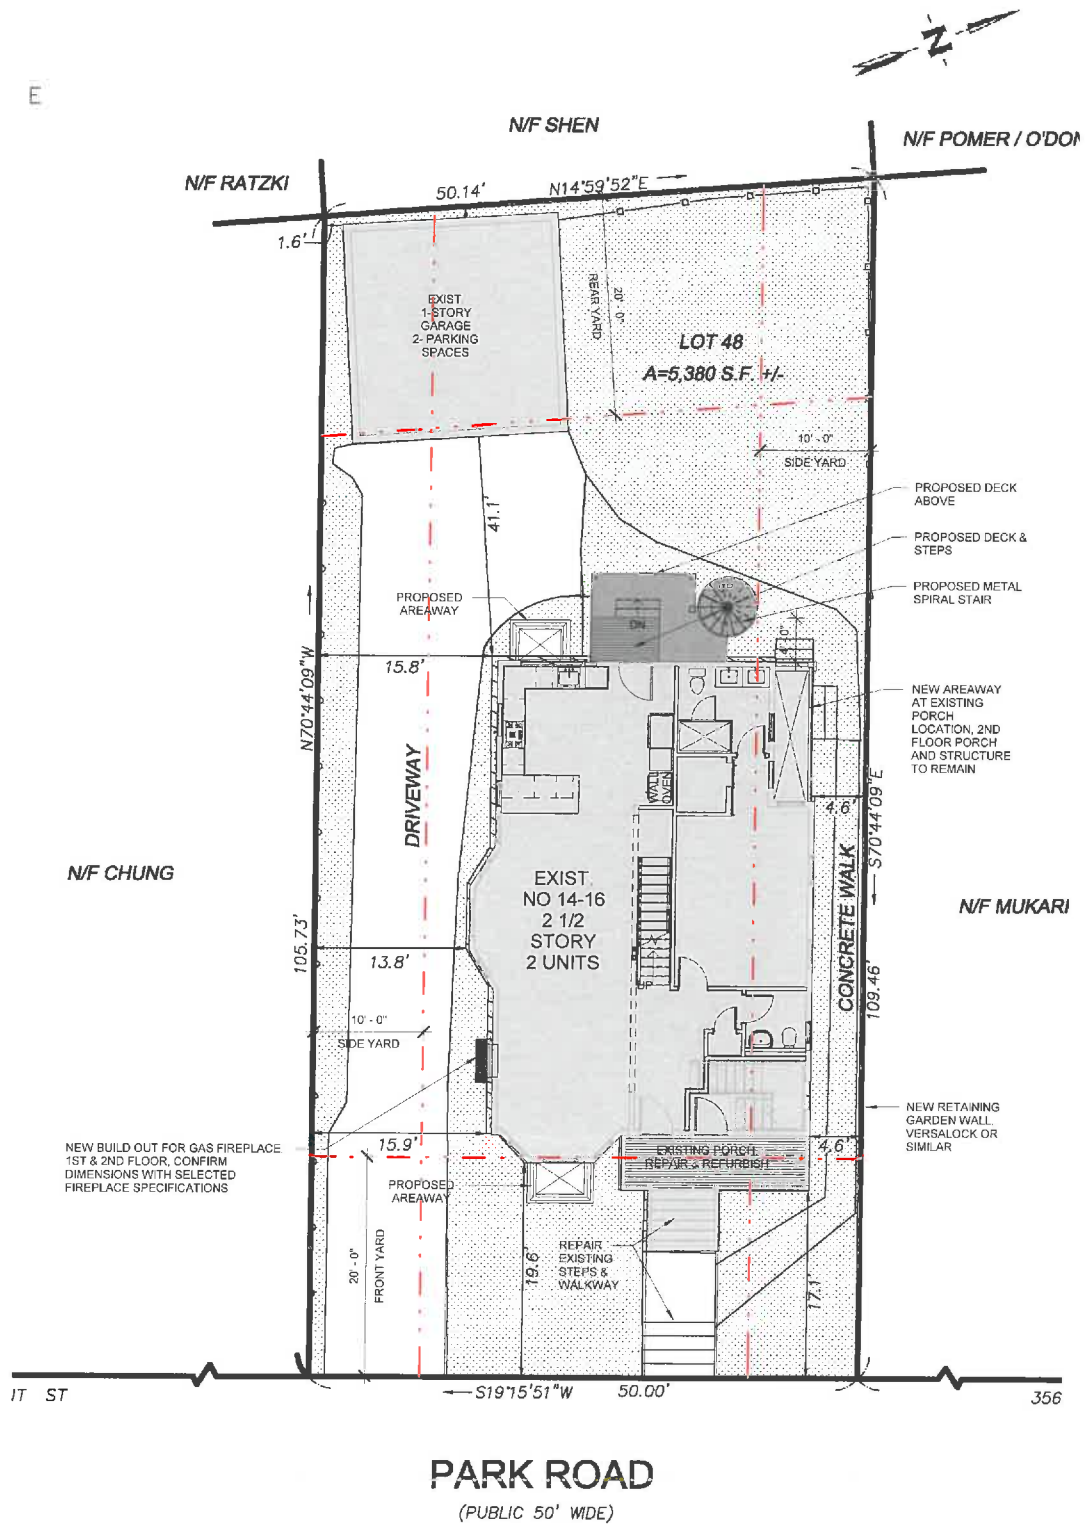 N
E
N/F SHEN
N/F POMER / O'DON
N/F RATZKI
50.14'
N14°59'52"E
1.6'
EXIST
1-STORY
GARAGE
2- PARKING
SPACES
20' - 0"
REAR YARD
LOT 48
A=5,380 S.F. +/-
10' - 0"
SIDE YARD
PROPOSED DECK
ABOVE
41.1'
PROPOSED DECK &
STEPS
PROPOSED METAL
SPIRAL STAIR
PROPOSED
AREAWAY
DN
4' - 0"
15.8'
N70°44'09"W
NEW AREAWAY
AT EXISTING
PORCH
LOCATION, 2ND
FLOOR PORCH
AND STRUCTURE
TO REMAIN
DRIVEWAY
WALL
OVEN
4.6'
S70°44'09"E
N/F CHUNG
EXIST.
NO 14-16
2 1/2
STORY
2 UNITS
CONCRETE WALK
N/F MUKARI
105.73'
13.8'
UP
109.46'
10' - 0"
SIDE YARD
NEW RETAINING
GARDEN WALL,
VERSALOCK OR
SIMILAR
NEW BUILD OUT FOR GAS FIREPLACE
1ST & 2ND FLOOR, CONFIRM
DIMENSIONS WITH SELECTED
FIREPLACE SPECIFICATIONS
15.9'
EXISTING PORCH,
REPAIR & REFURBISH
4.6'
PROPOSED
AREAWAY
20' - 0"
FRONT YARD
19.6'
REPAIR
EXISTING
STEPS &
WALKWAY
17.1'
IT ST
S19°15'51"W
50.00'
356
PARK ROAD
(PUBLIC 50' WIDE)